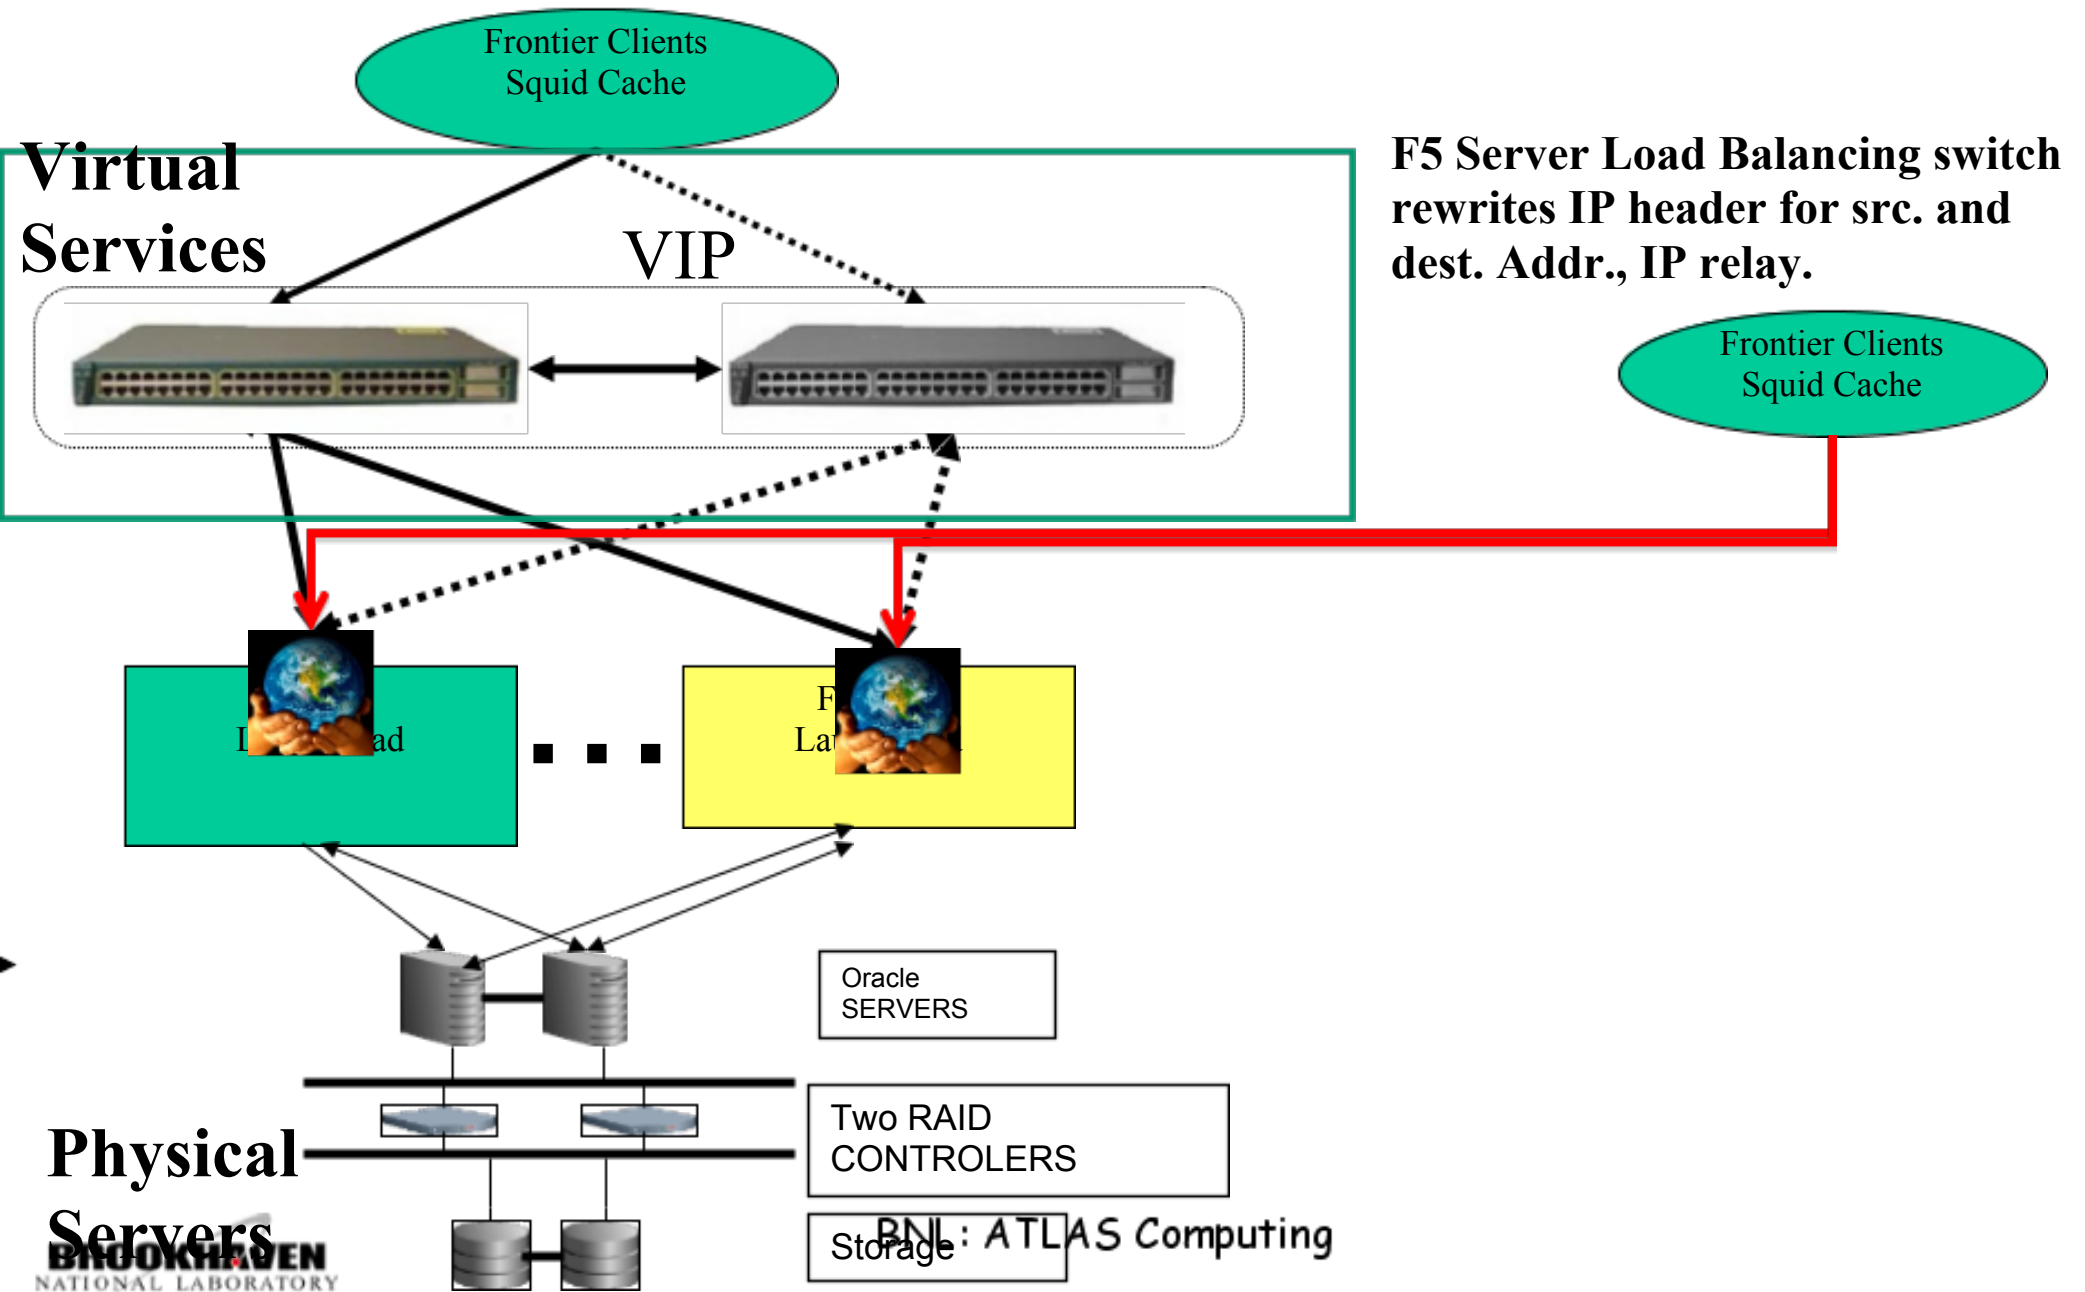 Frontier Clients
Squid Cache
Virtual
Services
VIP
F5 Server Load Balancing switch
rewrites IP header for src. and
dest. Addr., IP relay.
Frontier Clients
Squid Cache
Oracle
SERVERS
Two RAID
CONTROLERS
Physical
Servers
Storage
BNL: ATLAS Computing
BROOKHAVEN
NATIONAL LABORATORY